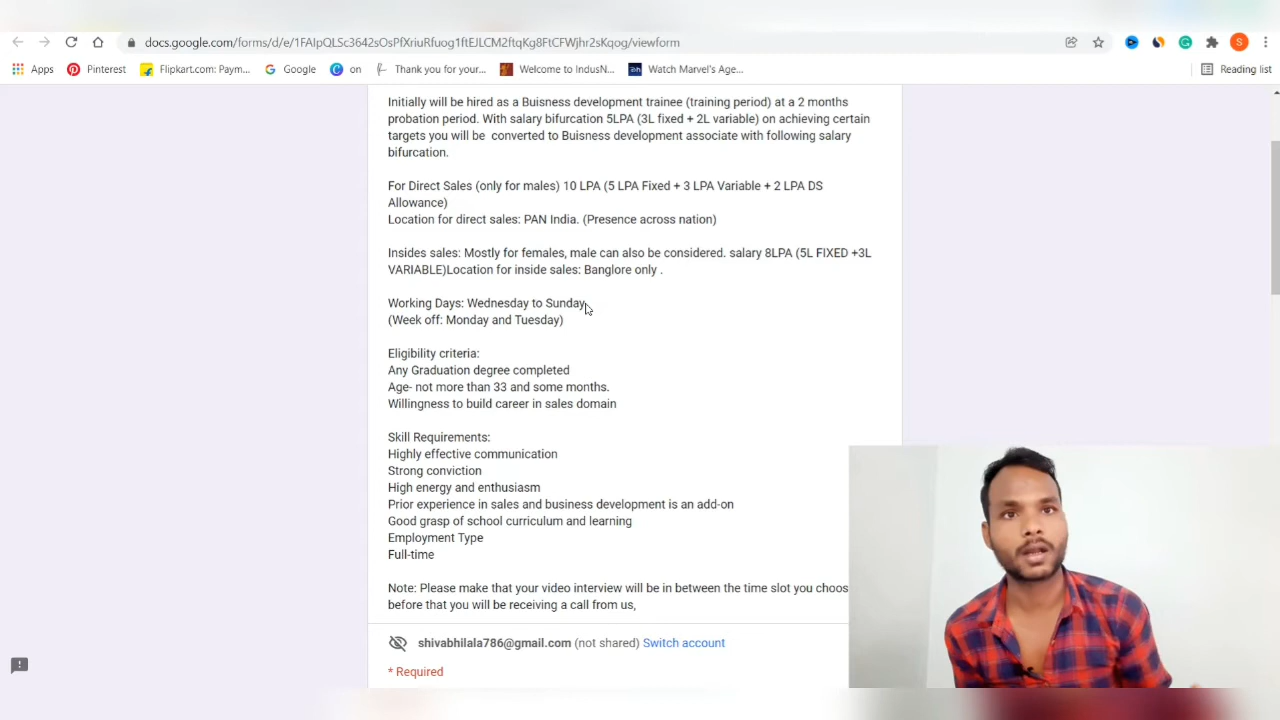 docs.google.com/forms/d/e/1FAIpQLSc3642sOsPfXriuRfuog1ftEJLCM2ftqKg8FtCFWjhr2sKqog/viewform
Apps Pinterest Flipkart.com: Paym... Google on Thank you for your... Welcome to IndusN... Watch Marvel's Age... Reading list
Initially will be hired as a Buisness development trainee (training period) at a 2 months
probation period. With salary bifurcation 5LPA (3L fixed + 2L variable) on achieving certain
targets you will be converted to Buisness development associate with following salary
bifurcation.
For Direct Sales (only for males) 10 LPA (5 LPA Fixed + 3 LPA Variable + 2 LPA DS
Allowance)
Location for direct sales: PAN India. (Presence across nation)
Insides sales: Mostly for females, male can also be considered. salary 8LPA (5L FIXED +3L
VARIABLE)Location for inside sales: Banglore only .
Working Days: Wednesday to Sunday
(Week off: Monday and Tuesday)
Eligibility criteria:
Any Graduation degree completed
Age- not more than 33 and some months.
Willingness to build career in sales domain
Skill Requirements:
Highly effective communication
Strong conviction
High energy and enthusiasm
Prior experience in sales and business development is an add-on
Good grasp of school curriculum and learning
Employment Type
Full-time
Note: Please make that your video interview will be in between the time slot you choos
before that you will be receiving a call from us,
shivabhilala786@gmail.com (not shared) Switch account
* Required